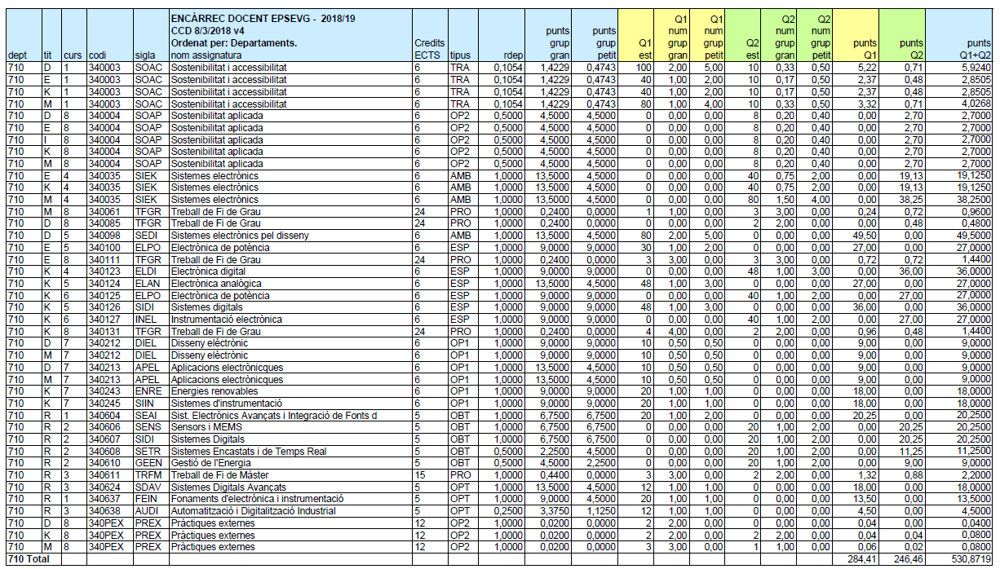 ENCÀRREC DOCENT EPSEVG - 2018/19
CCD 8/3/2018 v4
Ordenat per: Departaments.
dept tit curs codi sigla nom assignatura Credits ECTS tipus rdep punts grup gran punts grup petit Q1 est Q1 num grup gran Q1 num grup petit Q2 est Q2 num grup gran Q2 num grup petit punts Q1 punts Q2 punts Q1+Q2
710 D 1 340003 SOAC Sostenibilitat i accessibilitat 6 TRA 0,1054 1,4229 0,4743 100 2,00 5,00 10 0,33 0,50 5,22 0,71 5,9240
710 E 1 340003 SOAC Sostenibilitat i accessibilitat 6 TRA 0,1054 1,4229 0,4743 40 1,00 2,00 10 0,17 0,50 2,37 0,48 2,8505
710 K 1 340003 SOAC Sostenibilitat i accessibilitat 6 TRA 0,1054 1,4229 0,4743 40 1,00 2,00 10 0,17 0,50 2,37 0,48 2,8505
710 M 1 340003 SOAC Sostenibilitat i accessibilitat 6 TRA 0,1054 1,4229 0,4743 80 1,00 4,00 10 0,33 0,50 3,32 0,71 4,0268
710 D 8 340004 SOAP Sostenibilitat aplicada 6 OP2 0,5000 4,5000 4,5000 0 0,00 0,00 8 0,20 0,40 0,00 2,70 2,7000
710 E 8 340004 SOAP Sostenibilitat aplicada 6 OP2 0,5000 4,5000 4,5000 0 0,00 0,00 8 0,20 0,40 0,00 2,70 2,7000
710 I 8 340004 SOAP Sostenibilitat aplicada 6 OP2 0,5000 4,5000 4,5000 0 0,00 0,00 8 0,20 0,40 0,00 2,70 2,7000
710 K 8 340004 SOAP Sostenibilitat aplicada 6 OP2 0,5000 4,5000 4,5000 0 0,00 0,00 8 0,20 0,40 0,00 2,70 2,7000
710 M 8 340004 SOAP Sostenibilitat aplicada 6 OP2 0,5000 4,5000 4,5000 0 0,00 0,00 8 0,20 0,40 0,00 2,70 2,7000
710 E 4 340035 SIEK Sistemes electrònics 6 AMB 1,0000 13,5000 4,5000 0 0,00 0,00 40 0,75 2,00 0,00 19,13 19,1250
710 K 4 340035 SIEK Sistemes electrònics 6 AMB 1,0000 13,5000 4,5000 0 0,00 0,00 40 0,75 2,00 0,00 19,13 19,1250
710 M 4 340035 SIEK Sistemes electrònics 6 AMB 1,0000 13,5000 4,5000 0 0,00 0,00 80 1,50 4,00 0,00 38,25 38,2500
710 M 8 340061 TFGR Treball de Fi de Grau 24 PRO 1,0000 0,2400 0,0000 1 1,00 0,00 3 3,00 0,00 0,24 0,72 0,9600
710 D 8 340085 TFGR Treball de Fi de Grau 24 PRO 1,0000 0,2400 0,0000 0 0,00 0,00 2 2,00 0,00 0,00 0,48 0,4800
710 D 5 340098 SEDI Sistemes electrònics pel disseny 6 AMB 1,0000 13,5000 4,5000 80 2,00 5,00 0 0,00 0,00 49,50 0,00 49,5000
710 E 5 340100 ELPO Electrònica de potència 6 ESP 1,0000 9,0000 9,0000 30 1,00 2,00 0 0,00 0,00 27,00 0,00 27,0000
710 E 8 340111 TFGR Treball de Fi de Grau 24 PRO 1,0000 0,2400 0,0000 3 3,00 0,00 3 3,00 0,00 0,72 0,72 1,4400
710 K 4 340123 ELDI Electrònica digital 6 ESP 1,0000 9,0000 9,0000 0 0,00 0,00 48 1,00 3,00 0,00 36,00 36,0000
710 K 5 340124 ELAN Electrònica analògica 6 ESP 1,0000 13,5000 4,5000 48 1,00 3,00 0 0,00 0,00 27,00 0,00 27,0000
710 K 6 340125 ELPO Electrònica de potència 6 ESP 1,0000 9,0000 9,0000 0 0,00 0,00 40 1,00 2,00 0,00 27,00 27,0000
710 K 5 340126 SIDI Sistemes digitals 6 ESP 1,0000 9,0000 9,0000 48 1,00 3,00 0 0,00 0,00 36,00 0,00 36,0000
710 K 6 340127 INEL Instrumentació electrònica 6 ESP 1,0000 9,0000 9,0000 0 0,00 0,00 40 1,00 2,00 0,00 27,00 27,0000
710 K 8 340131 TFGR Treball de Fi de Grau 24 PRO 1,0000 0,2400 0,0000 4 4,00 0,00 2 2,00 0,00 0,96 0,48 1,4400
710 D 7 340212 DIEL Disseny elèctrònic 6 OP1 1,0000 9,0000 9,0000 10 0,50 0,50 0 0,00 0,00 9,00 0,00 9,0000
710 M 7 340212 DIEL Disseny elèctrònic 6 OP1 1,0000 9,0000 9,0000 10 0,50 0,50 0 0,00 0,00 9,00 0,00 9,0000
710 D 7 340213 APEL Aplicacions electrònicques 6 OP1 1,0000 13,5000 4,5000 10 0,50 0,50 0 0,00 0,00 9,00 0,00 9,0000
710 M 7 340213 APEL Aplicacions electrònicques 6 OP1 1,0000 13,5000 4,5000 10 0,50 0,50 0 0,00 0,00 9,00 0,00 9,0000
710 K 7 340243 ENRE Energies renovables 6 OP1 1,0000 9,0000 9,0000 20 1,00 1,00 0 0,00 0,00 18,00 0,00 18,0000
710 K 7 340245 SIIN Sistemes d'instrumentació 6 OP1 1,0000 9,0000 9,0000 20 1,00 1,00 0 0,00 0,00 18,00 0,00 18,0000
710 R 1 340604 SEAI Sist. Electrònics Avançats i Integració de Fonts d 5 OBT 1,0000 6,7500 6,7500 20 1,00 2,00 0 0,00 0,00 20,25 0,00 20,2500
710 R 2 340606 SENS Sensors i MEMS 5 OBT 1,0000 6,7500 6,7500 0 0,00 0,00 20 1,00 2,00 0,00 20,25 20,2500
710 R 2 340607 SIDI Sistemes Digitals 5 OBT 1,0000 6,7500 6,7500 0 0,00 0,00 20 1,00 2,00 0,00 20,25 20,2500
710 R 2 340608 SETR Sistemes Encastats i de Temps Real 5 OBT 0,5000 2,2500 4,5000 0 0,00 0,00 20 1,00 2,00 0,00 11,25 11,2500
710 R 2 340610 GEEN Gestió de l'Energia 5 OBT 0,5000 4,5000 2,2500 0 0,00 0,00 20 1,00 2,00 0,00 9,00 9,0000
710 R 3 340611 TRFM Treball de Fi de Màster 15 PRO 1,0000 0,4400 0,0000 3 3,00 0,00 2 2,00 0,00 1,32 0,88 2,2000
710 R 3 340624 SDAV Sistemes Digitals Avançats 5 OPT 1,0000 13,5000 4,5000 12 1,00 1,00 0 0,00 0,00 18,00 0,00 18,0000
710 R 1 340637 FEIN Fonaments d'electrònica i instrumentació 5 OPT 1,0000 9,0000 4,5000 20 1,00 1,00 0 0,00 0,00 13,50 0,00 13,5000
710 R 3 340638 AUDI Automatització i Digitalització Industrial 5 OPT 0,2500 3,3750 1,1250 12 1,00 1,00 0 0,00 0,00 4,50 0,00 4,5000
710 D 8 340PEX PREX Pràctiques externes 12 OP2 1,0000 0,0200 0,0000 2 2,00 0,00 0 0,00 0,00 0,04 0,00 0,0400
710 K 8 340PEX PREX Pràctiques externes 12 OP2 1,0000 0,0200 0,0000 2 2,00 0,00 2 2,00 0,00 0,04 0,04 0,0800
710 M 8 340PEX PREX Pràctiques externes 12 OP2 1,0000 0,0200 0,0000 3 3,00 0,00 1 1,00 0,00 0,06 0,02 0,0800
710 Total 284,41 246,46 530,8719